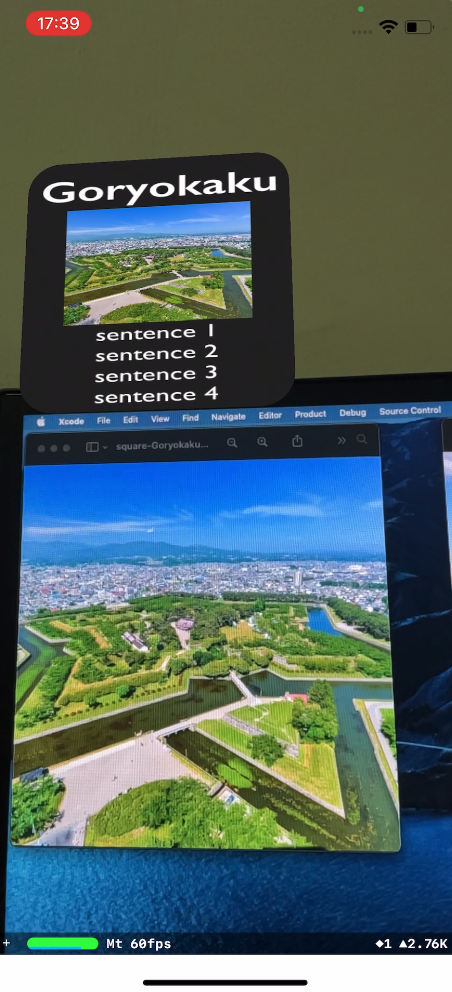 17:39
Goryokaku
sentence 1
sentence 2
sentence 3
sentence 4
Xcode File Edit View Find Navigate Editor Product Debug Source Control
square-Goryokaku...
+ Mt 60fps ◆1 ▲2.76K